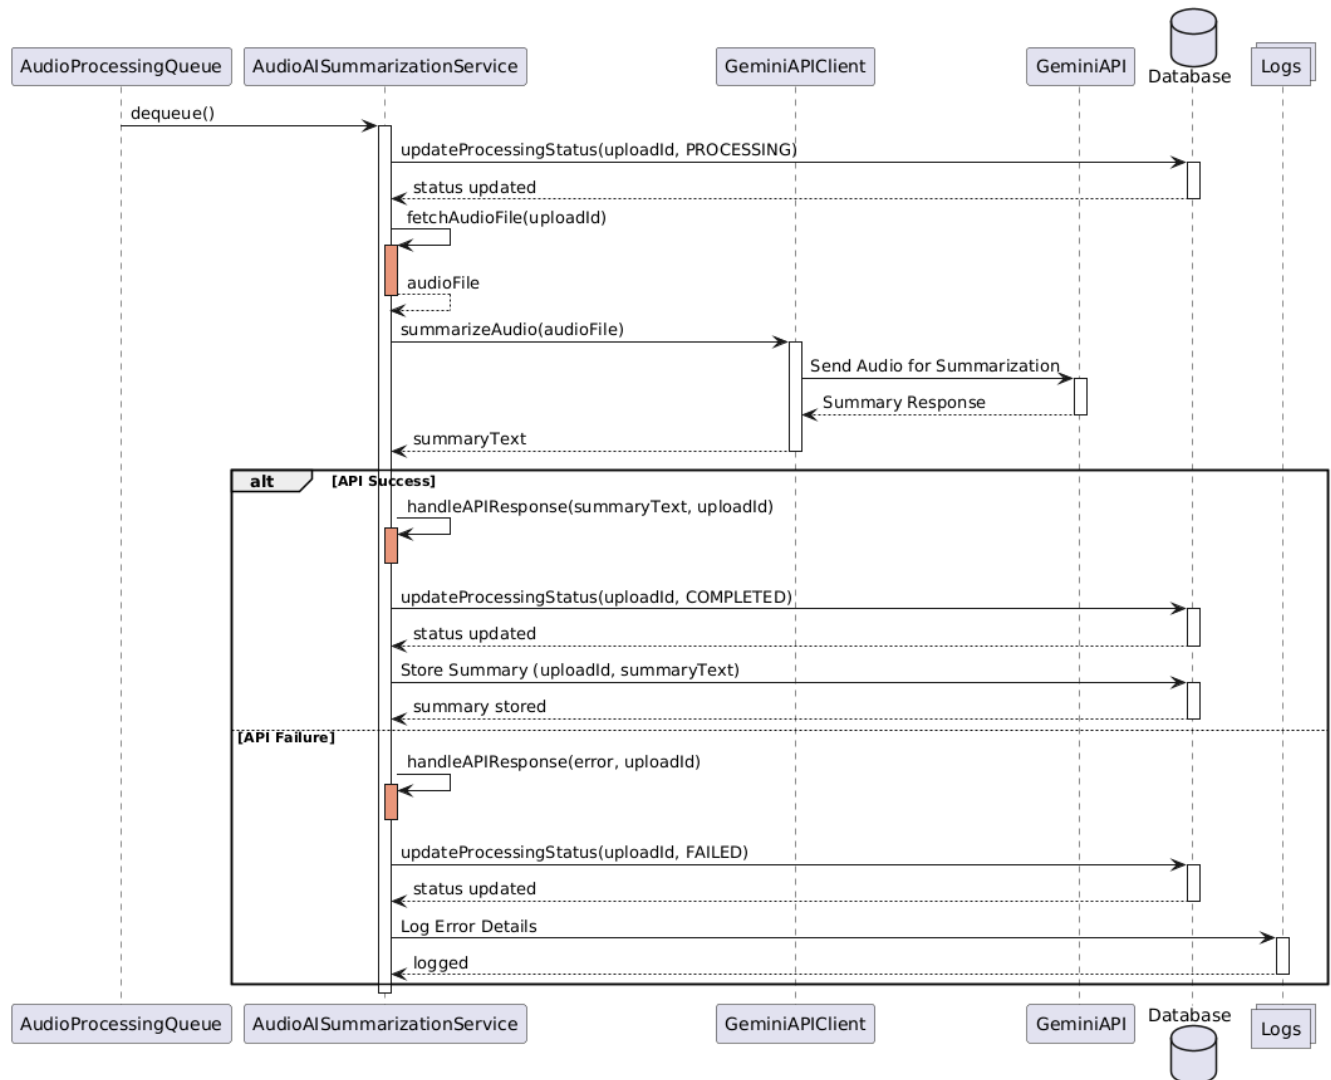 AudioProcessingQueue
AudioAISummarizationService
GeminiAPIClient
GeminiAPI
Database
Logs
dequeue()
updateProcessingStatus(uploadId, PROCESSING)
status updated
fetchAudioFile(uploadId)
audioFile
summarizeAudio(audioFile)
Send Audio for Summarization
Summary Response
summaryText
alt
[API Success]
handleAPIResponse(summaryText, uploadId)
updateProcessingStatus(uploadId, COMPLETED)
status updated
Store Summary (uploadId, summaryText)
summary stored
[API Failure]
handleAPIResponse(error, uploadId)
updateProcessingStatus(uploadId, FAILED)
status updated
Log Error Details
logged
AudioProcessingQueue
AudioAISummarizationService
GeminiAPIClient
GeminiAPI
Database
Logs